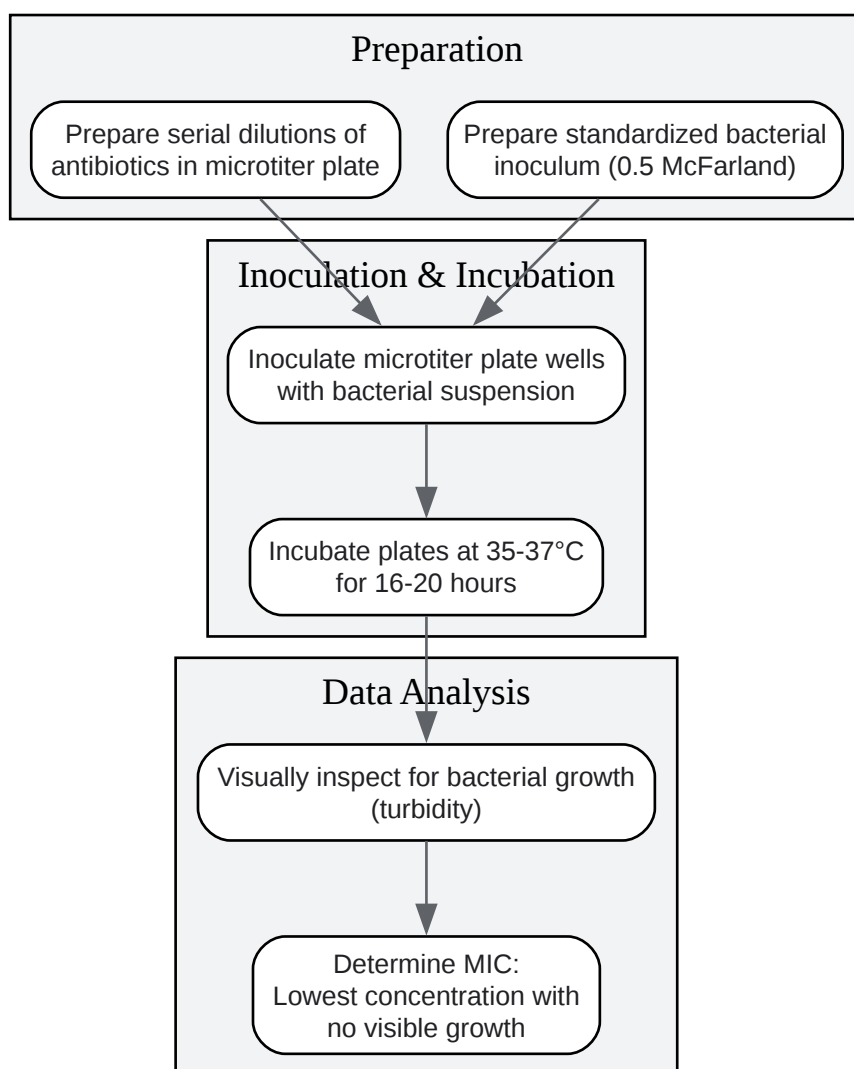 Preparation
Prepare serial dilutions of
antibiotics in microtiter plate
Prepare standardized bacterial
inoculum (0.5 McFarland)
Inoculation & Incubation
Inoculate microtiter plate wells
with bacterial suspension
Incubate plates at 35-37°C
for 16-20 hours
Data Analysis
Visually inspect for bacterial growth
(turbidity)
Determine MIC:
Lowest concentration with
no visible growth